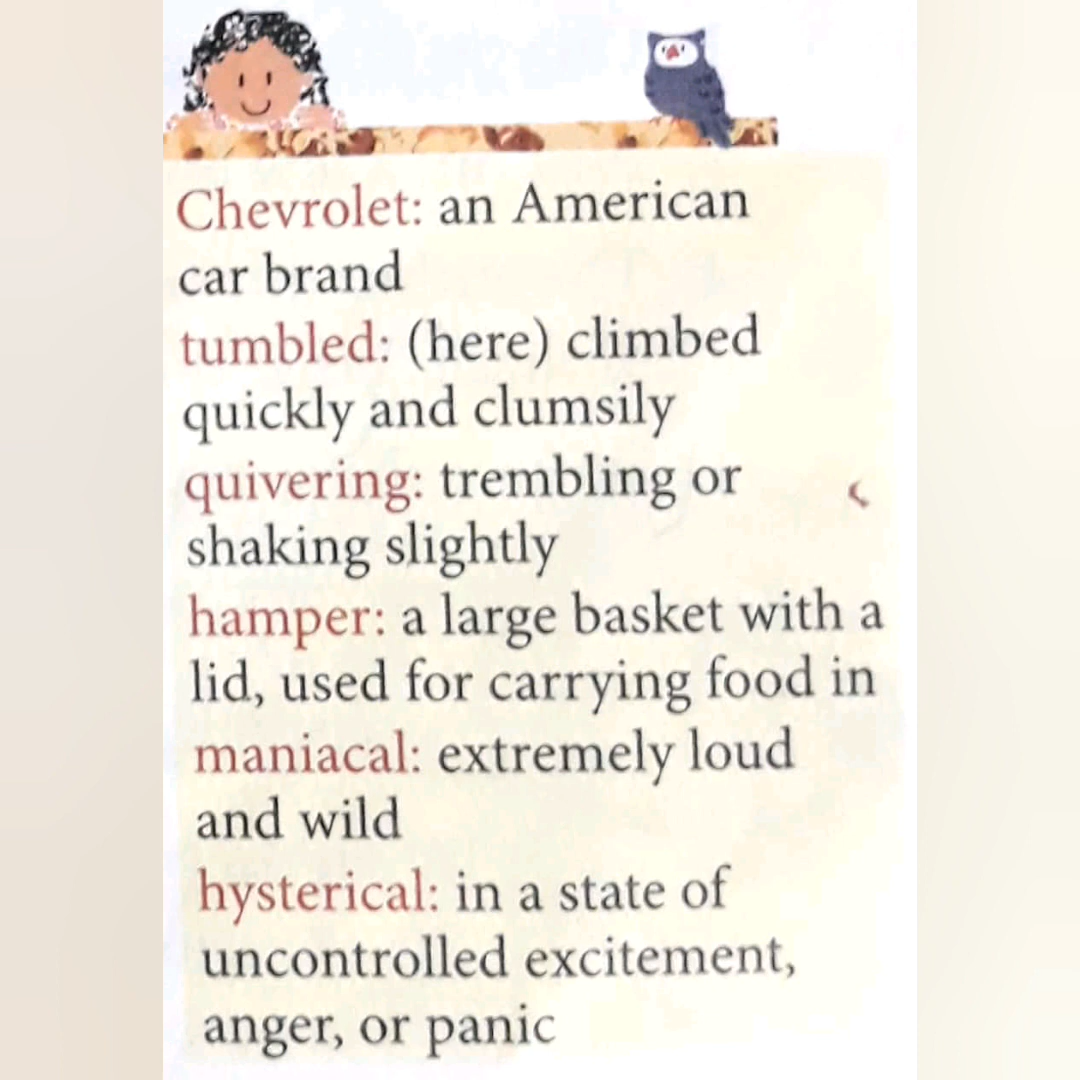 Chevrolet: an American
car brand
tumbled: (here) climbed
quickly and clumsily
quivering: trembling or
shaking slightly
hamper: a large basket with a
lid, used for carrying food in
maniacal: extremely loud
and wild
hysterical: in a state of
uncontrolled excitement,
anger, or panic